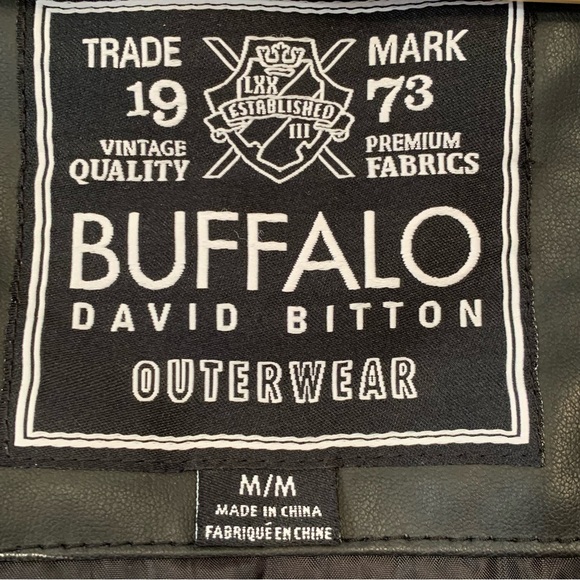 TRADE MARK
19 73
LXX
ESTABLISHED
III
VINTAGE PREMIUM
QUALITY FABRICS
BUFFALO
DAVID BITTON
OUTERWEAR
M/M
MADE IN CHINA
FABRIQUÉ EN CHINE